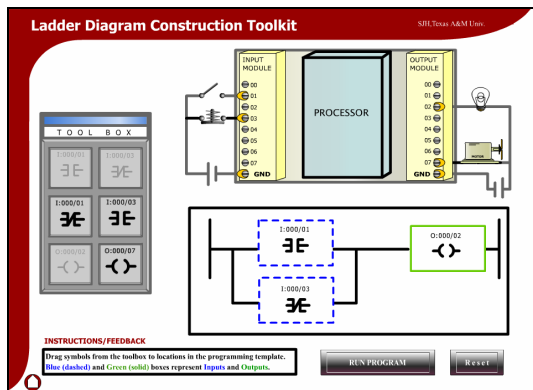 Ladder Diagram Construction Toolkit
SJH, Texas A&M Univ.
INPUT
MODULE
00
01
02
03
04
05
06
07
GND
PROCESSOR
OUTPUT
MODULE
00
01
02
03
04
05
06
07
GND
MOTOR
TOOL BOX
I:000/01
I:000/03
I:000/01
I:000/03
O:000/02
O:000/07
I:000/01
I:000/03
O:000/02
INSTRUCTIONS/FEEDBACK
Drag symbols from the toolbox to locations in the programming template.
Blue (dashed) and Green (solid) boxes represent Inputs and Outputs.
RUN PROGRAM
Reset